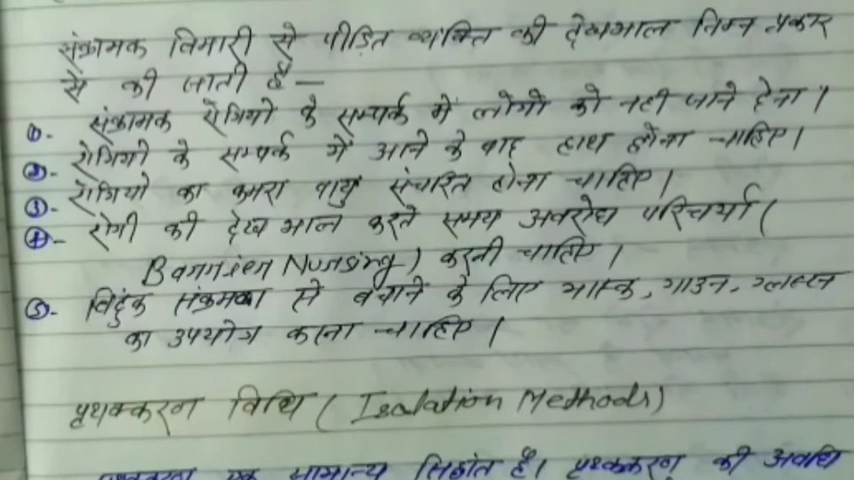 संक्रामक विमारी से पीड़ित व्यक्ति की देखभाल निम्न प्रकार
से की जाती है —
①. संक्रामक रोगियो के सम्पर्क में लोगो को नही जाने देना।
②. रोगियो के सम्पर्क में आने के बाद हाथ धोना चाहिए।
③. रोगियो का कमरा वायु संचारित होना चाहिए।
④- रोगी की देखभाल करते समय अवरोध परिचर्या (
Barrier Nursing) करनी चाहिए।
⑤. बिंदुक संक्रमण से बचाने के लिए मास्क, गाउन, ग्लव्स
का उपयोग करना चाहिए।
पृथक्करण विधि (Isolation Methods)
एक सामान्य सिद्धांत है। पृथक्करण की अवधि